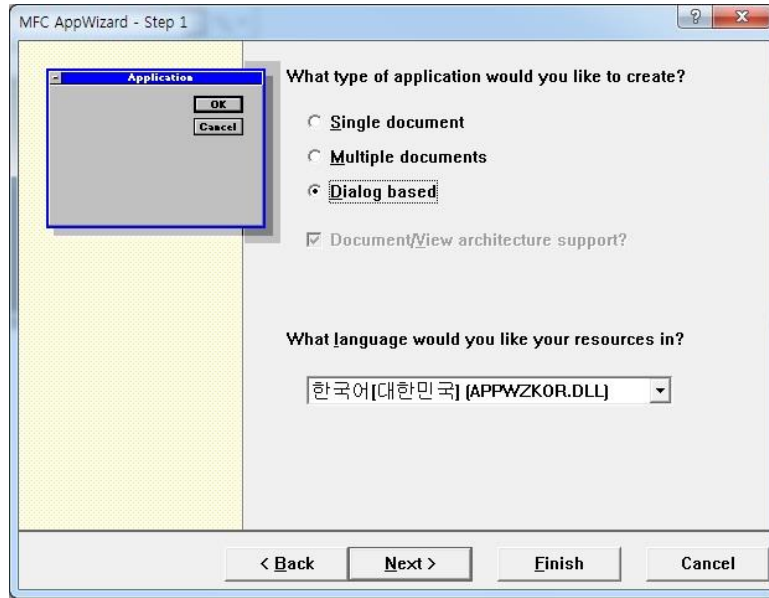 MFC AppWizard - Step 1
Application
OK
Cancel
What type of application would you like to create?
Single document
Multiple documents
Dialog based
Document/View architecture support?
What language would you like your resources in?
한국어[대한민국] (APPWZKOR.DLL)
< Back Next > Finish Cancel